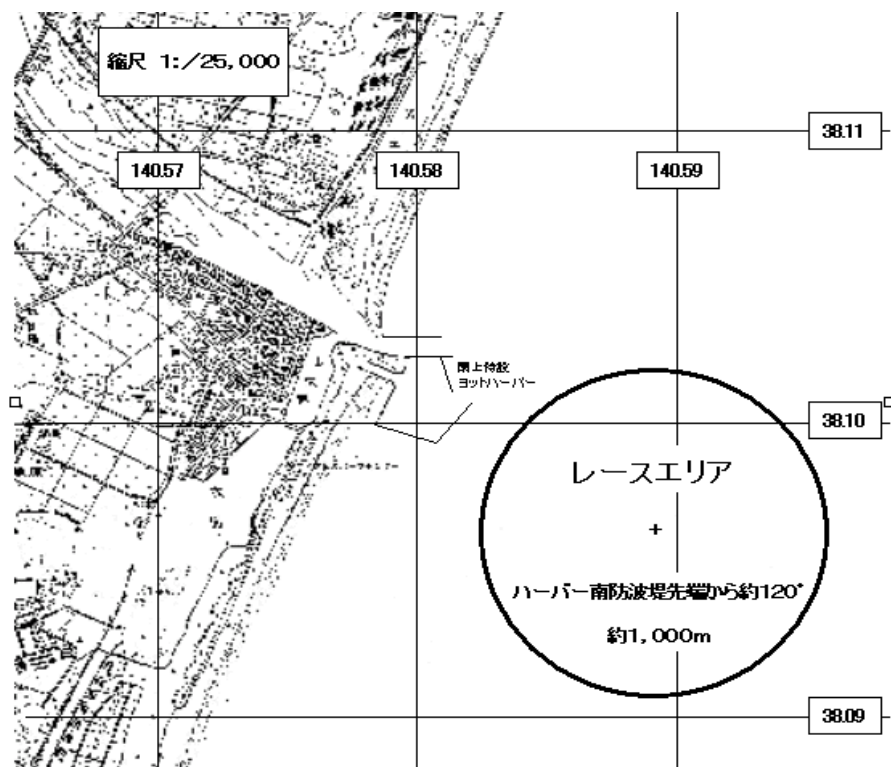 縮尺 1:/25,000
38.11
140.57
140.58
140.59
閖上特設
ヨットハーバー
38.10
レースエリア
+
ハーバー南防波堤先端から約120°
約1,000m
38.09